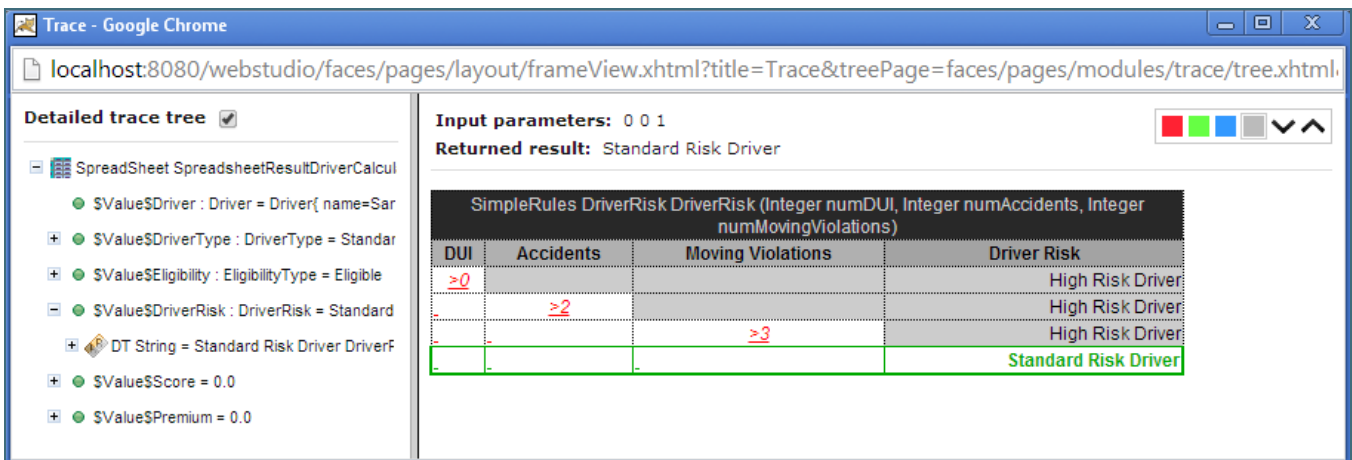 Trace - Google Chrome
localhost:8080/webstudio/faces/pages/layout/frameView.xhtml?title=Trace&treePage=faces/pages/modules/trace/tree.xhtml
Detailed trace tree
SpreadSheet SpreadsheetResultDriverCalcul
$Value$Driver : Driver = Driver{ name=Sar
$Value$DriverType : DriverType = Standar
$Value$Eligibility : EligibilityType = Eligible
$Value$DriverRisk : DriverRisk = Standard
DT String = Standard Risk Driver DriverF
$Value$Score = 0.0
$Value$Premium = 0.0
Input parameters: 0 0 1
Returned result: Standard Risk Driver
SimpleRules DriverRisk DriverRisk (Integer numDUI, Integer numAccidents, Integer
numMovingViolations)
DUI Accidents Moving Violations Driver Risk
>0 High Risk Driver
>2 High Risk Driver
>3 High Risk Driver
Standard Risk Driver